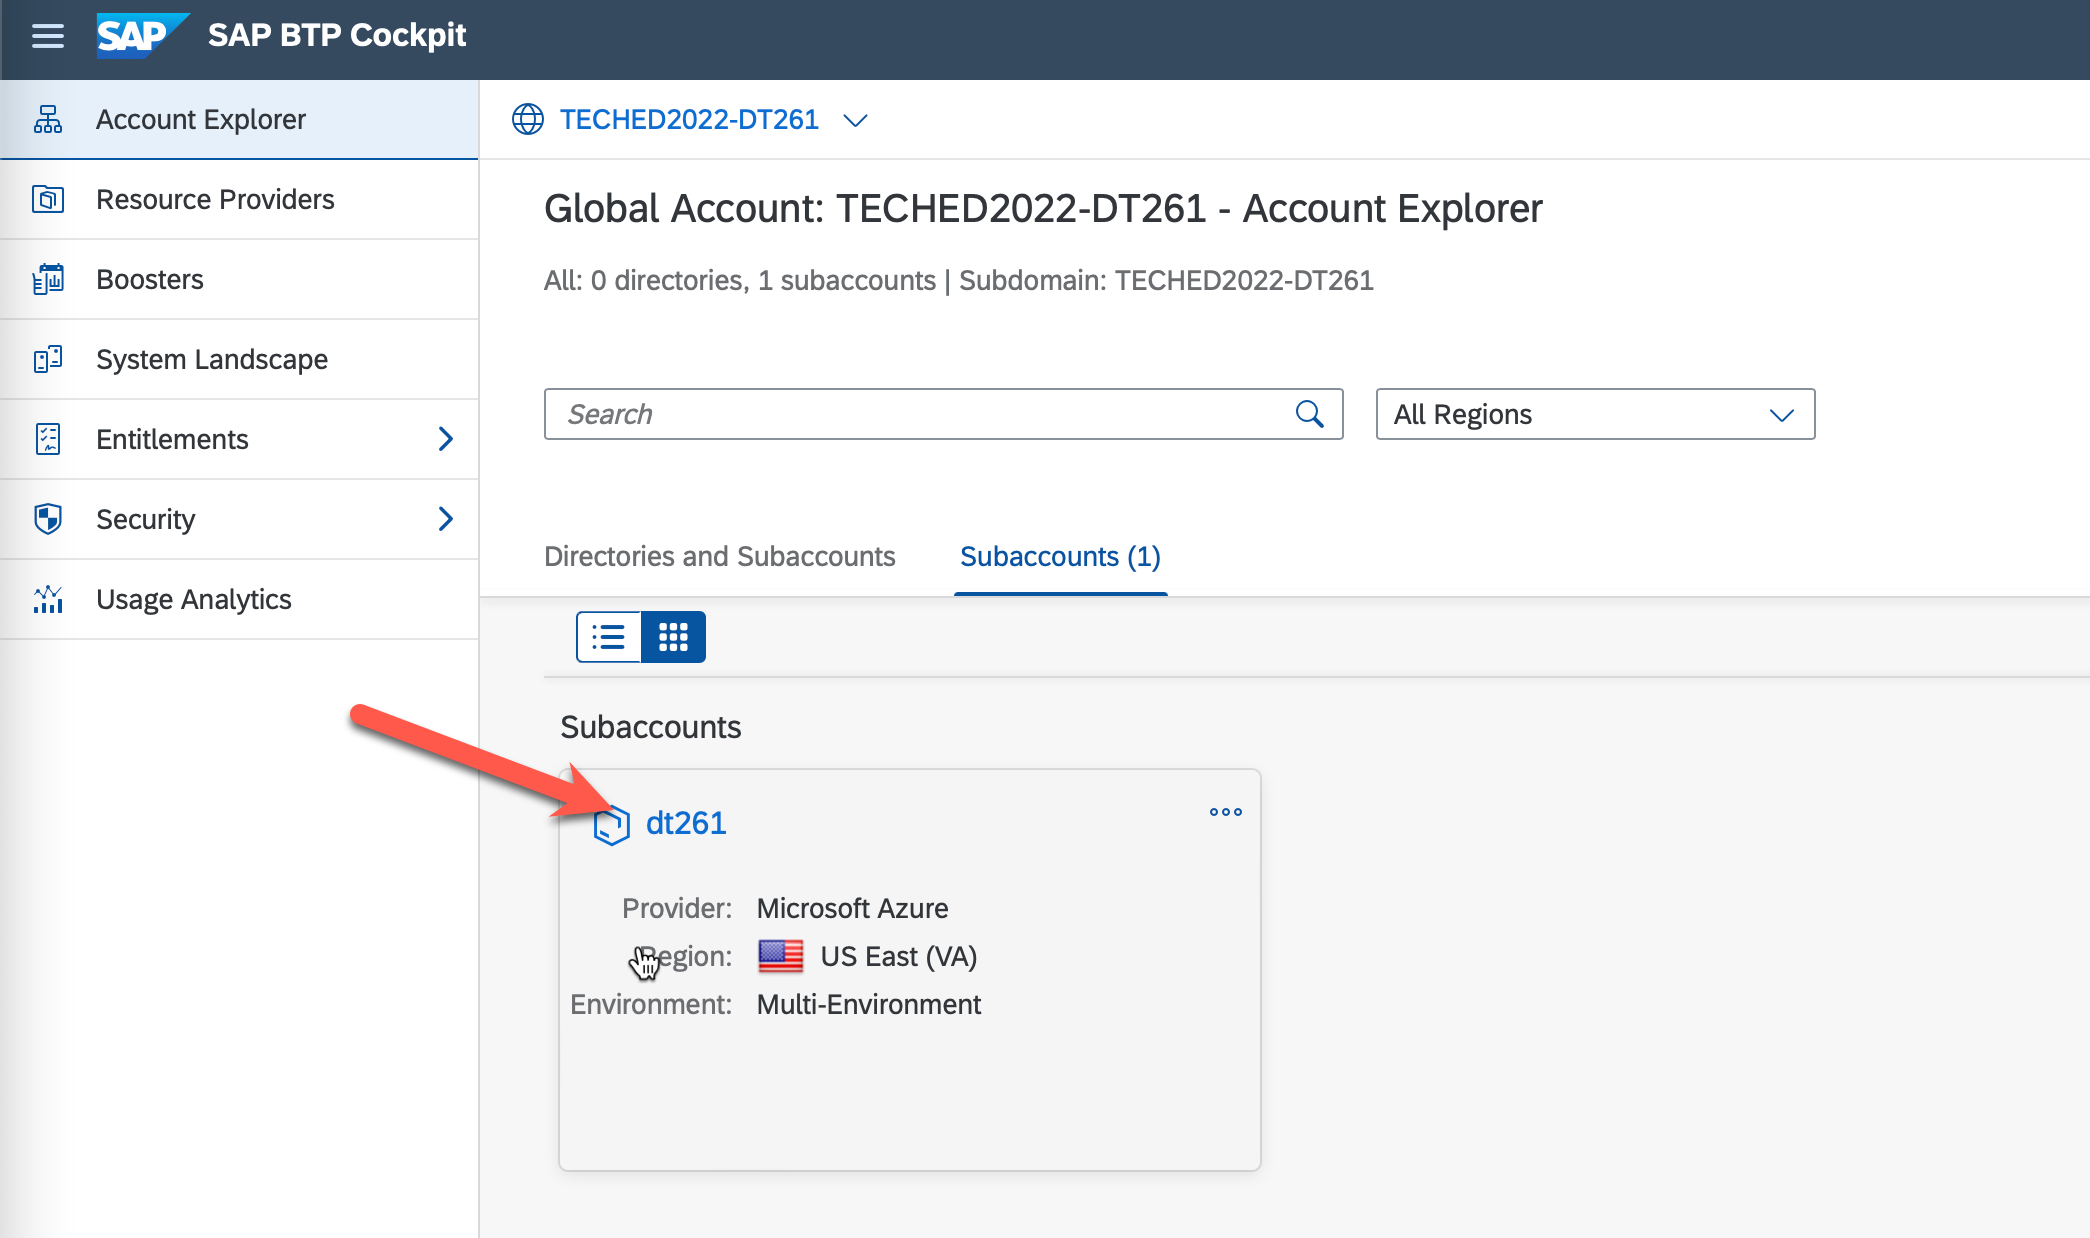 SAP SAP BTP Cockpit
Account Explorer
Resource Providers
Boosters
System Landscape
Entitlements
Security
Usage Analytics
TECHED2022-DT261
Global Account: TECHED2022-DT261 - Account Explorer
All: 0 directories, 1 subaccounts | Subdomain: TECHED2022-DT261
Search
All Regions
Directories and Subaccounts Subaccounts (1)
Subaccounts
dt261
Provider: Microsoft Azure
Region: US East (VA)
Environment: Multi-Environment